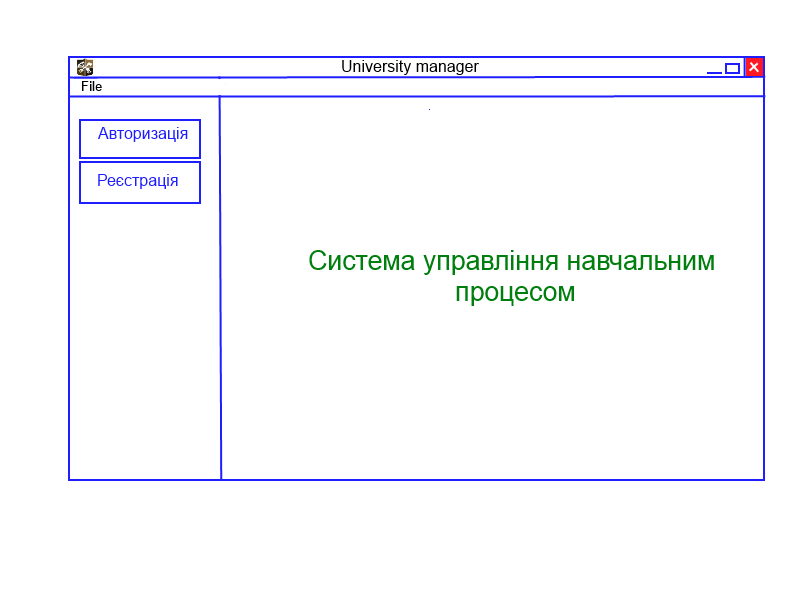 University manager
File
Авторизація
Реєстрація
Система управління навчальним
процесом